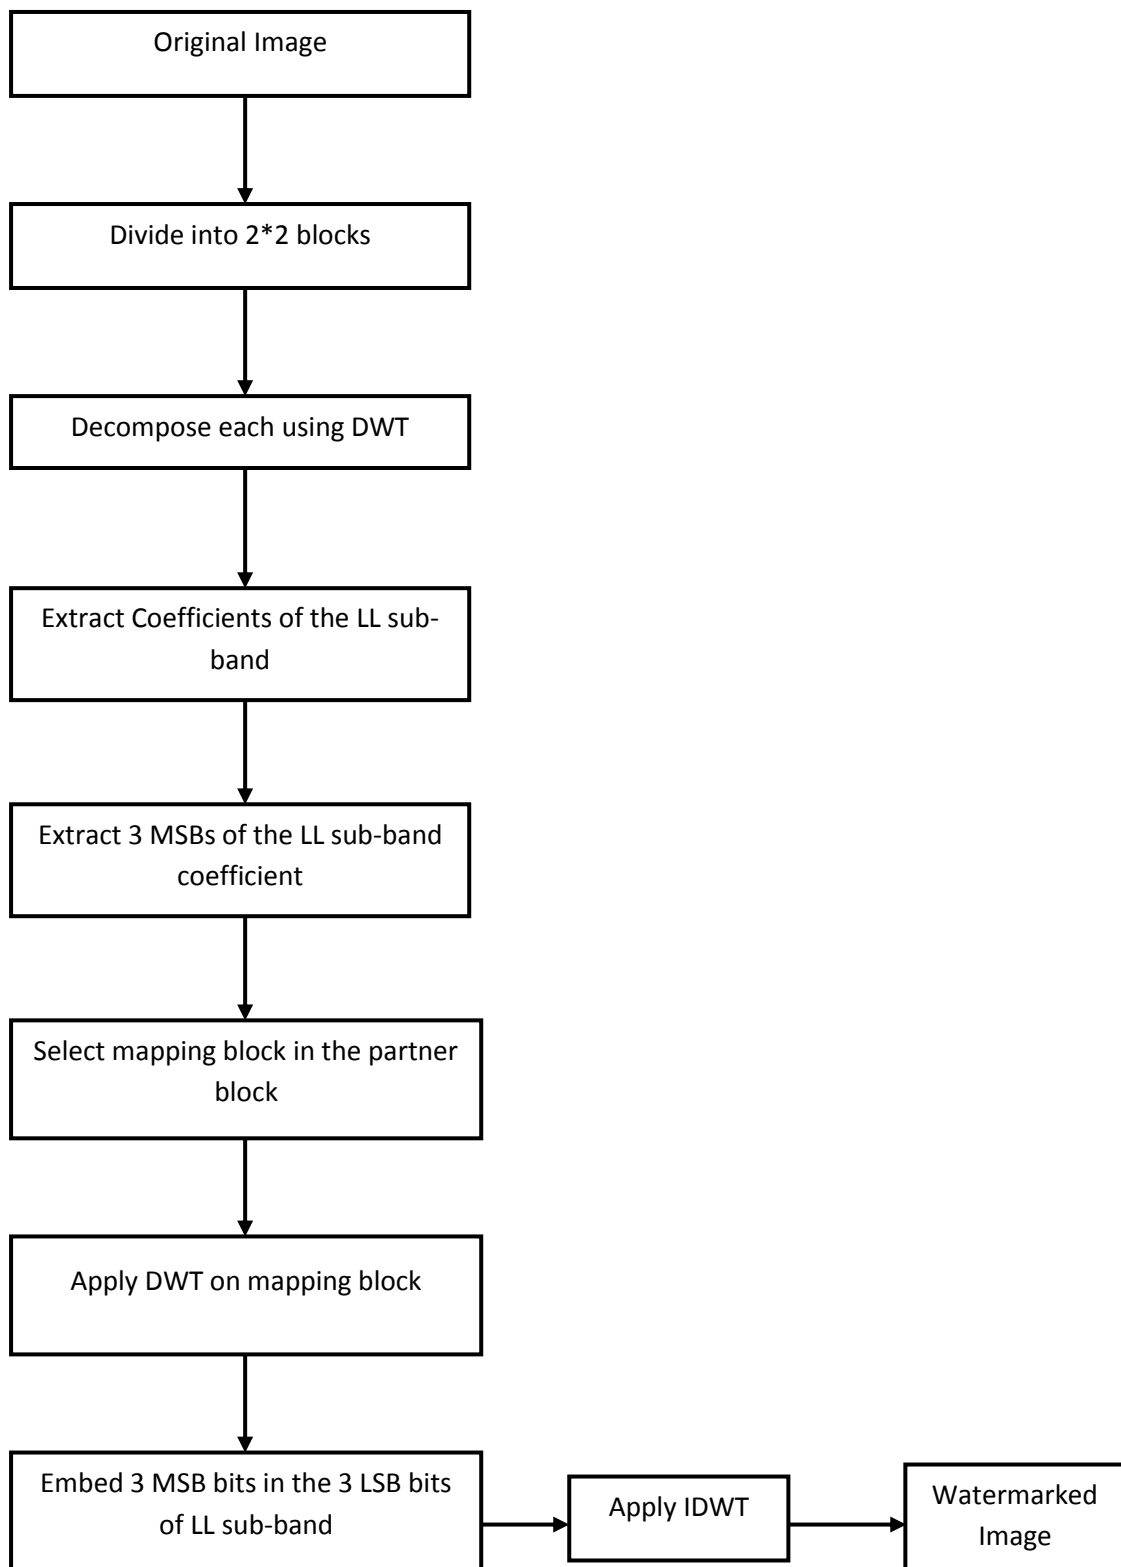 Original Image
Divide into 2*2 blocks
Decompose each using DWT
Extract Coefficients of the LL sub-
band
Extract 3 MSBs of the LL sub-band
coefficient
Select mapping block in the partner
block
Apply DWT on mapping block
Embed 3 MSB bits in the 3 LSB bits
of LL sub-band
Apply IDWT
Watermarked
Image